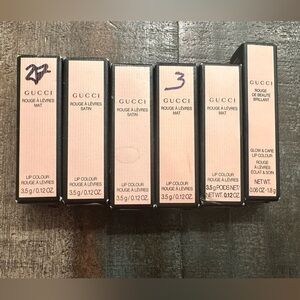 27
GUCCI
ROUGE À LÈVRES
MAT
LIP COLOUR
ROUGE À LÈVRES
3.5 g / 0.12 OZ.
GUCCI
ROUGE À LÈVRES
SATIN
LIP COLOUR
ROUGE À LÈVRES
3.5 g / 0.12 OZ.
GUCCI
ROUGE À LÈVRES
SATIN
LIP COLOUR
ROUGE À LÈVRES
3.5 g / 0.12 OZ.
3
GUCCI
ROUGE À LÈVRES
MAT
LIP COLOUR
ROUGE À LÈVRES
3.5 g / 0.12 OZ.
GUCCI
ROUGE À LÈVRES
MAT
LIP COLOUR
ROUGE À LÈVRES
3.5 g POIDS NET/
NET WT. 0.12 OZ.
GUCCI
ROUGE
DE BEAUTÉ
BRILLANT
GLOW & CARE
LIP COLOUR
ROUGE
À LÈVRES
ÉCLAT & SOIN
NET WT.
0.06 OZ - 1.8 g